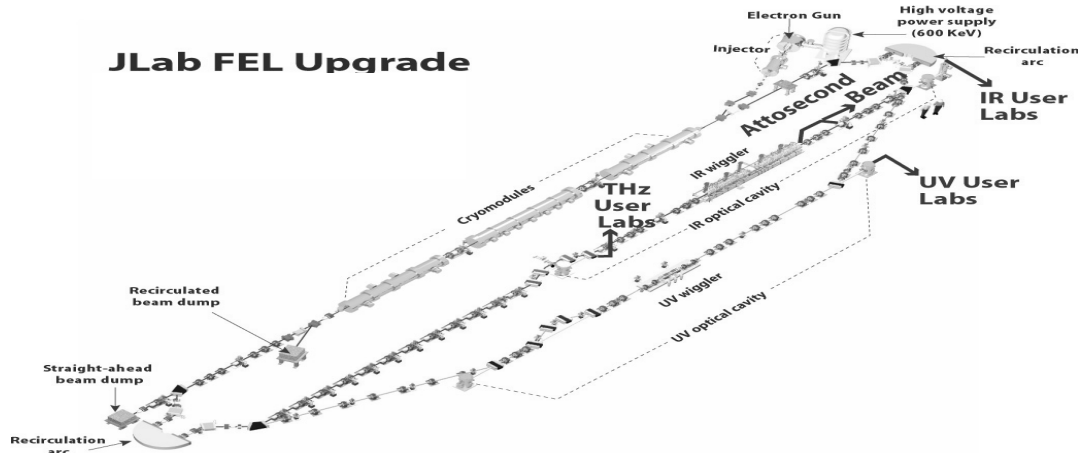 JLab FEL Upgrade
Electron Gun
High voltage
power supply
(600 KeV)
Injector
Recirculation
arc
IR User
Labs
Attosecond
Beam
IR wiggler
UV User
Labs
Cryomodules
THz
User
Labs
IR optical cavity
UV wiggler
UV optical cavity
Recirculated
beam dump
Straight-ahead
beam dump
Recirculation
arc